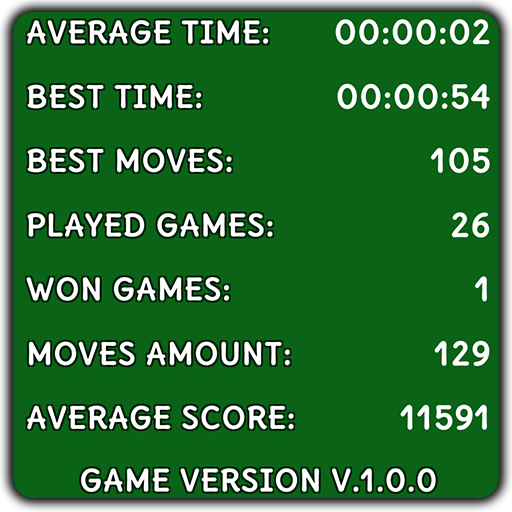 AVERAGE TIME: 00:00:02
BEST TIME: 00:00:54
BEST MOVES: 105
PLAYED GAMES: 26
WON GAMES: 1
MOVES AMOUNT: 129
AVERAGE SCORE: 11591
GAME VERSION V.1.0.0